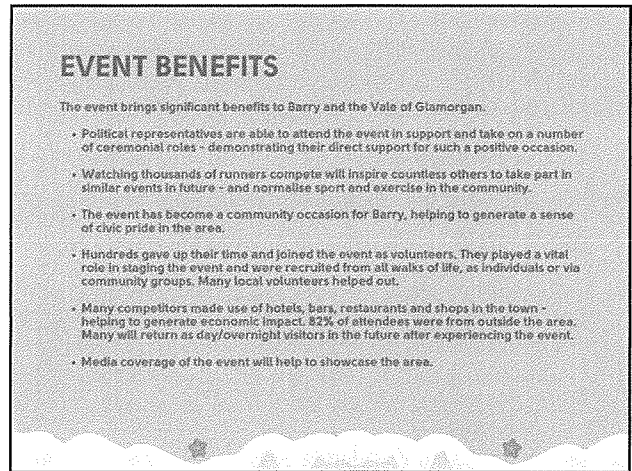 EVENT BENEFITS
The event brings significant benefits to Barry and the Vale of Glamorgan.
• Political representatives are able to attend the event in support and take on a number
of ceremonial roles - demonstrating their direct support for such a positive occasion.
• Watching thousands of runners compete will inspire countless others to take part in
similar events in future - and normalise sport and exercise in the community.
• The event has become a community occasion for Barry, helping to generate a sense
of civic pride in the area.
• Hundreds gave up their time and joined the event as volunteers. They played a vital
role in staging the event and were recruited from all walks of life, as individuals or via
community groups. Many local volunteers helped out.
• Many competitors made use of hotels, bars, restaurants and shops in the town -
helping to generate economic impact. 82% of attendees were from outside the area.
Many will return as day/overnight visitors in the future after experiencing the event.
• Media coverage of the event will help to showcase the area.